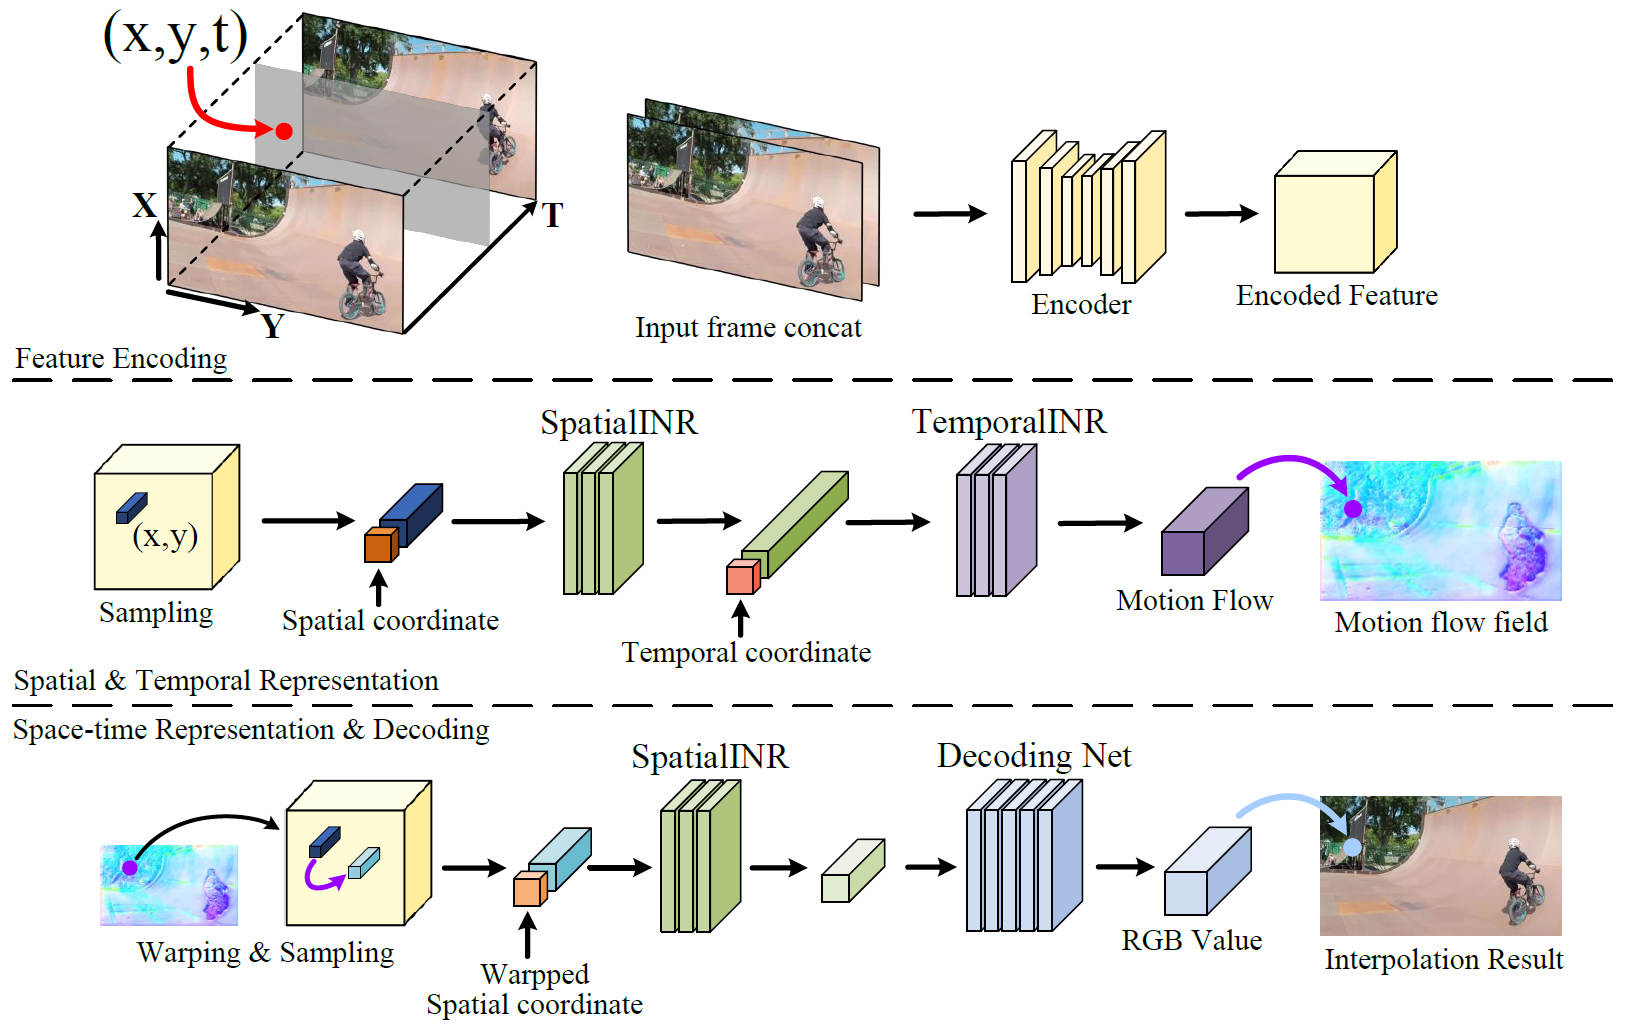 (x,y,t)
X
Y
T
Input frame concat
Encoder
Encoded Feature
Feature Encoding
SpatialINR
TemporalINR
(x,y)
Sampling
Spatial coordinate
Temporal coordinate
Motion Flow
Motion flow field
Spatial & Temporal Representation
Space-time Representation & Decoding
SpatialINR
Decoding Net
Warping & Sampling
Warpped
Spatial coordinate
RGB Value
Interpolation Result